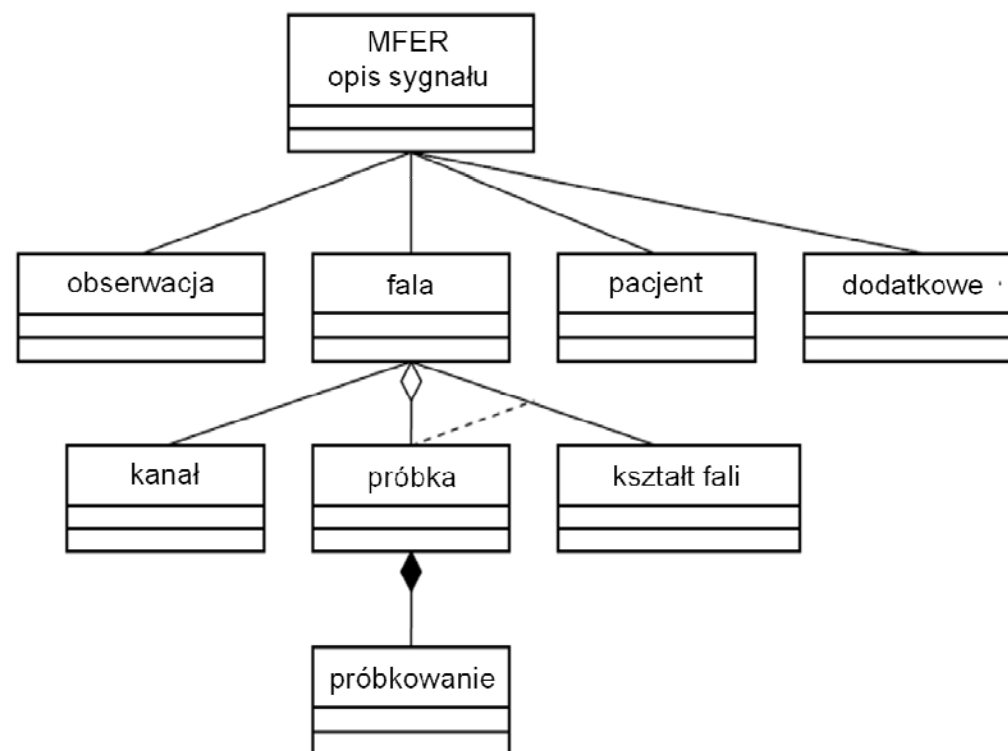 MFER
opis sygnału
obserwacja
fala
pacjent
dodatkowe
kanał
próbka
kształt fali
próbkowanie